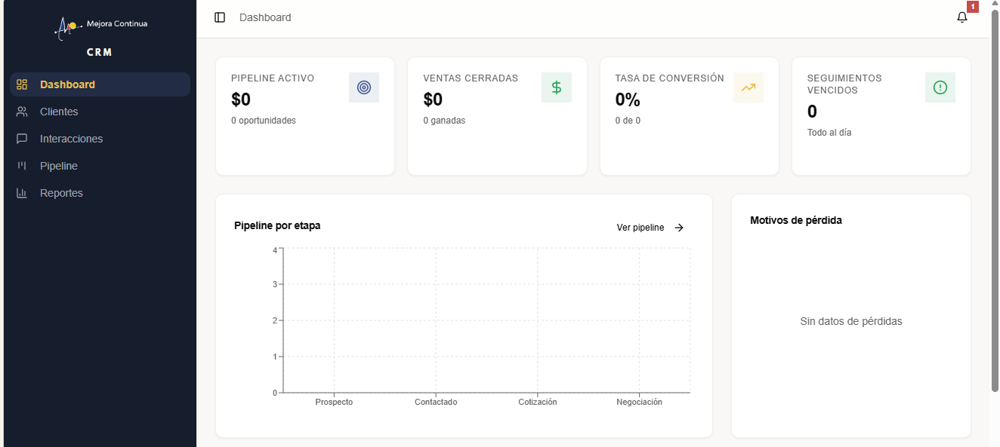 Mejora Continua
CRM
Dashboard
Clientes
Interacciones
Pipeline
Reportes
Dashboard
1
PIPELINE ACTIVO
$0
0 oportunidades
VENTAS CERRADAS
$0
0 ganadas
TASA DE CONVERSIÓN
0%
0 de 0
SEGUIMIENTOS
VENCIDOS
0
Todo al día
Pipeline por etapa
Ver pipeline
4
3
2
1
0
Prospecto
Contactado
Cotización
Negociación
Motivos de pérdida
Sin datos de pérdidas